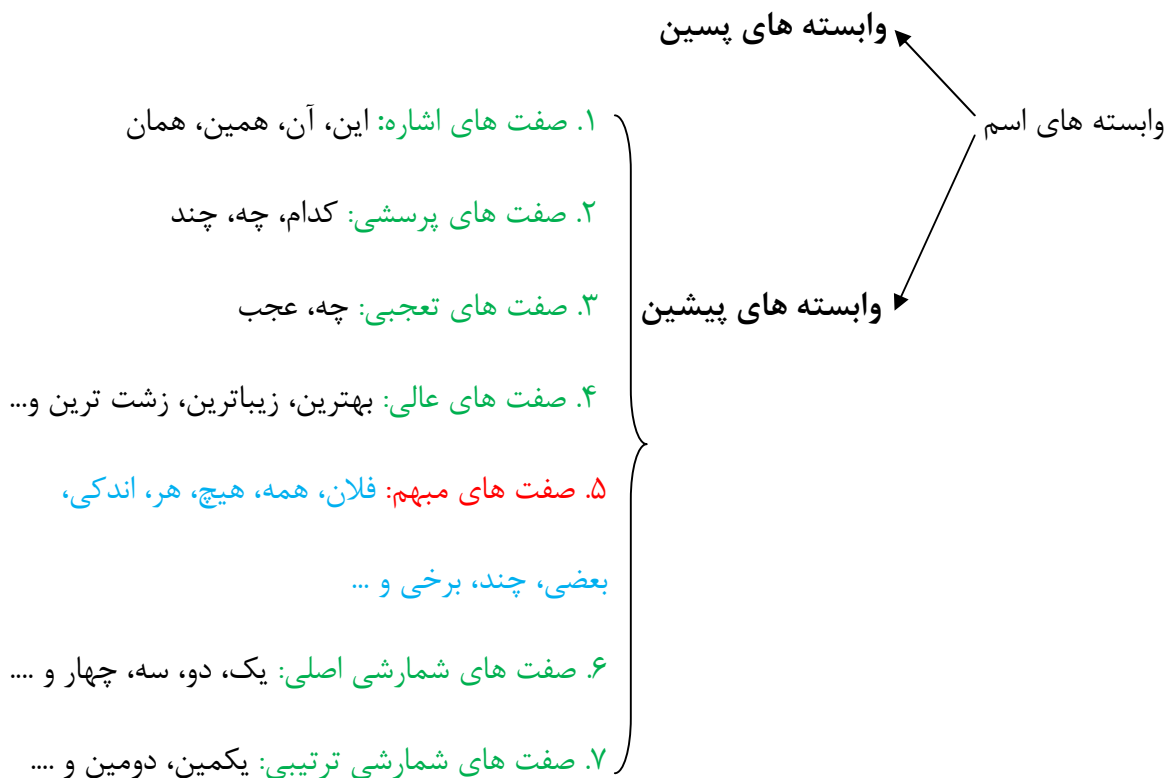 وابسته های پسین
وابسته های اسم
۱. صفت های اشاره: این، آن، همین، همان
۲. صفت های پرسشی: کدام، چه، چند
وابسته های پیشین
۳. صفت های تعجبی: چه، عجب
۴. صفت های عالی: بهترین، زیباترین، زشت ترین و...
۵. صفت های مبهم: فلان، همه، هیچ، هر، اندکی،
بعضی، چند، برخی و ...
۶. صفت های شمارشی اصلی: یک، دو، سه، چهار و ....
۷. صفت های شمارشی ترتیبی: یکمین، دومین و ....